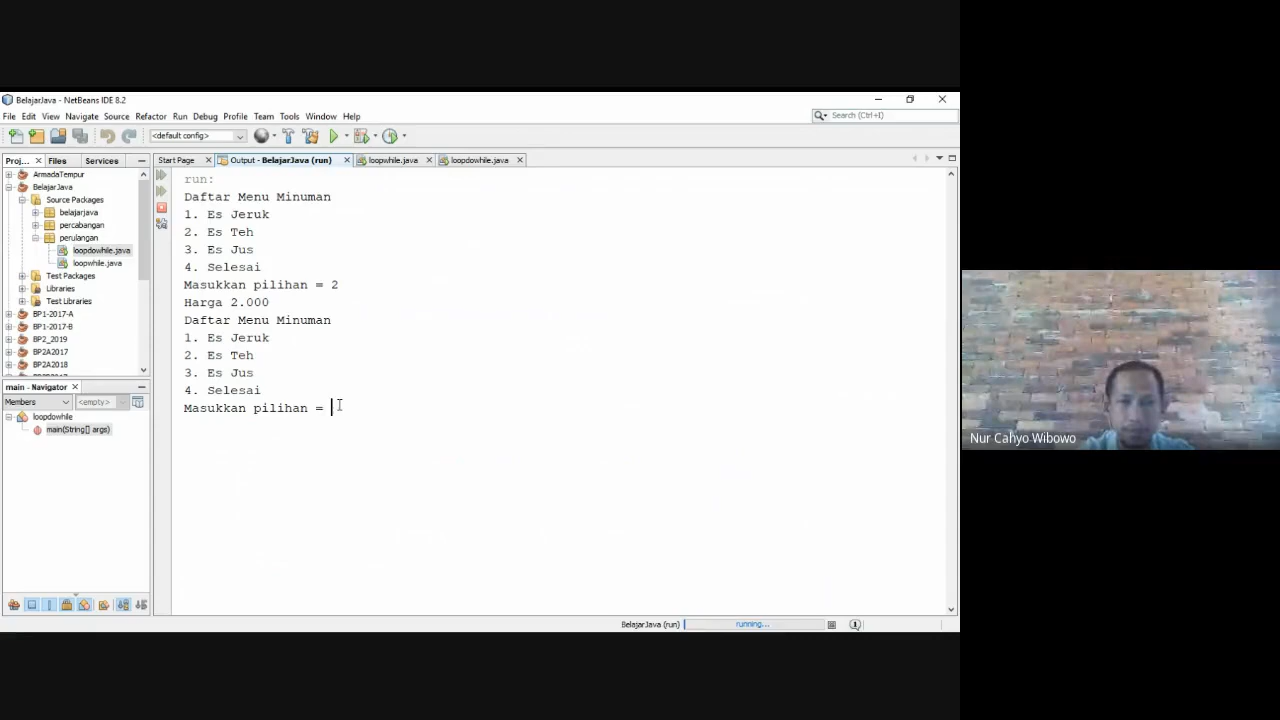 BelajarJava - NetBeans IDE 8.2
File Edit View Navigate Source Refactor Run Debug Profile Team Tools Window Help
Search (Ctrl+I)
<default config>
Proj... Files Services
Start Page Output - BelajarJava (run) loopwhile.java loopdowhile.java
ArmadaTempur
BelajarJava
Source Packages
belajarjava
percabangan
perulangan
loopdowhile.java
loopwhile.java
Test Packages
Libraries
Test Libraries
BP1-2017-A
BP1-2017-B
BP2_2019
BP2A2017
BP2A2018
main - Navigator
Members <empty>
loopdowhile
main(String[] args)
run:
Daftar Menu Minuman
1. Es Jeruk
2. Es Teh
3. Es Jus
4. Selesai
Masukkan pilihan = 2
Harga 2.000
Daftar Menu Minuman
1. Es Jeruk
2. Es Teh
3. Es Jus
4. Selesai
Masukkan pilihan =
BelajarJava (run) running...
Nur Cahyo Wibowo